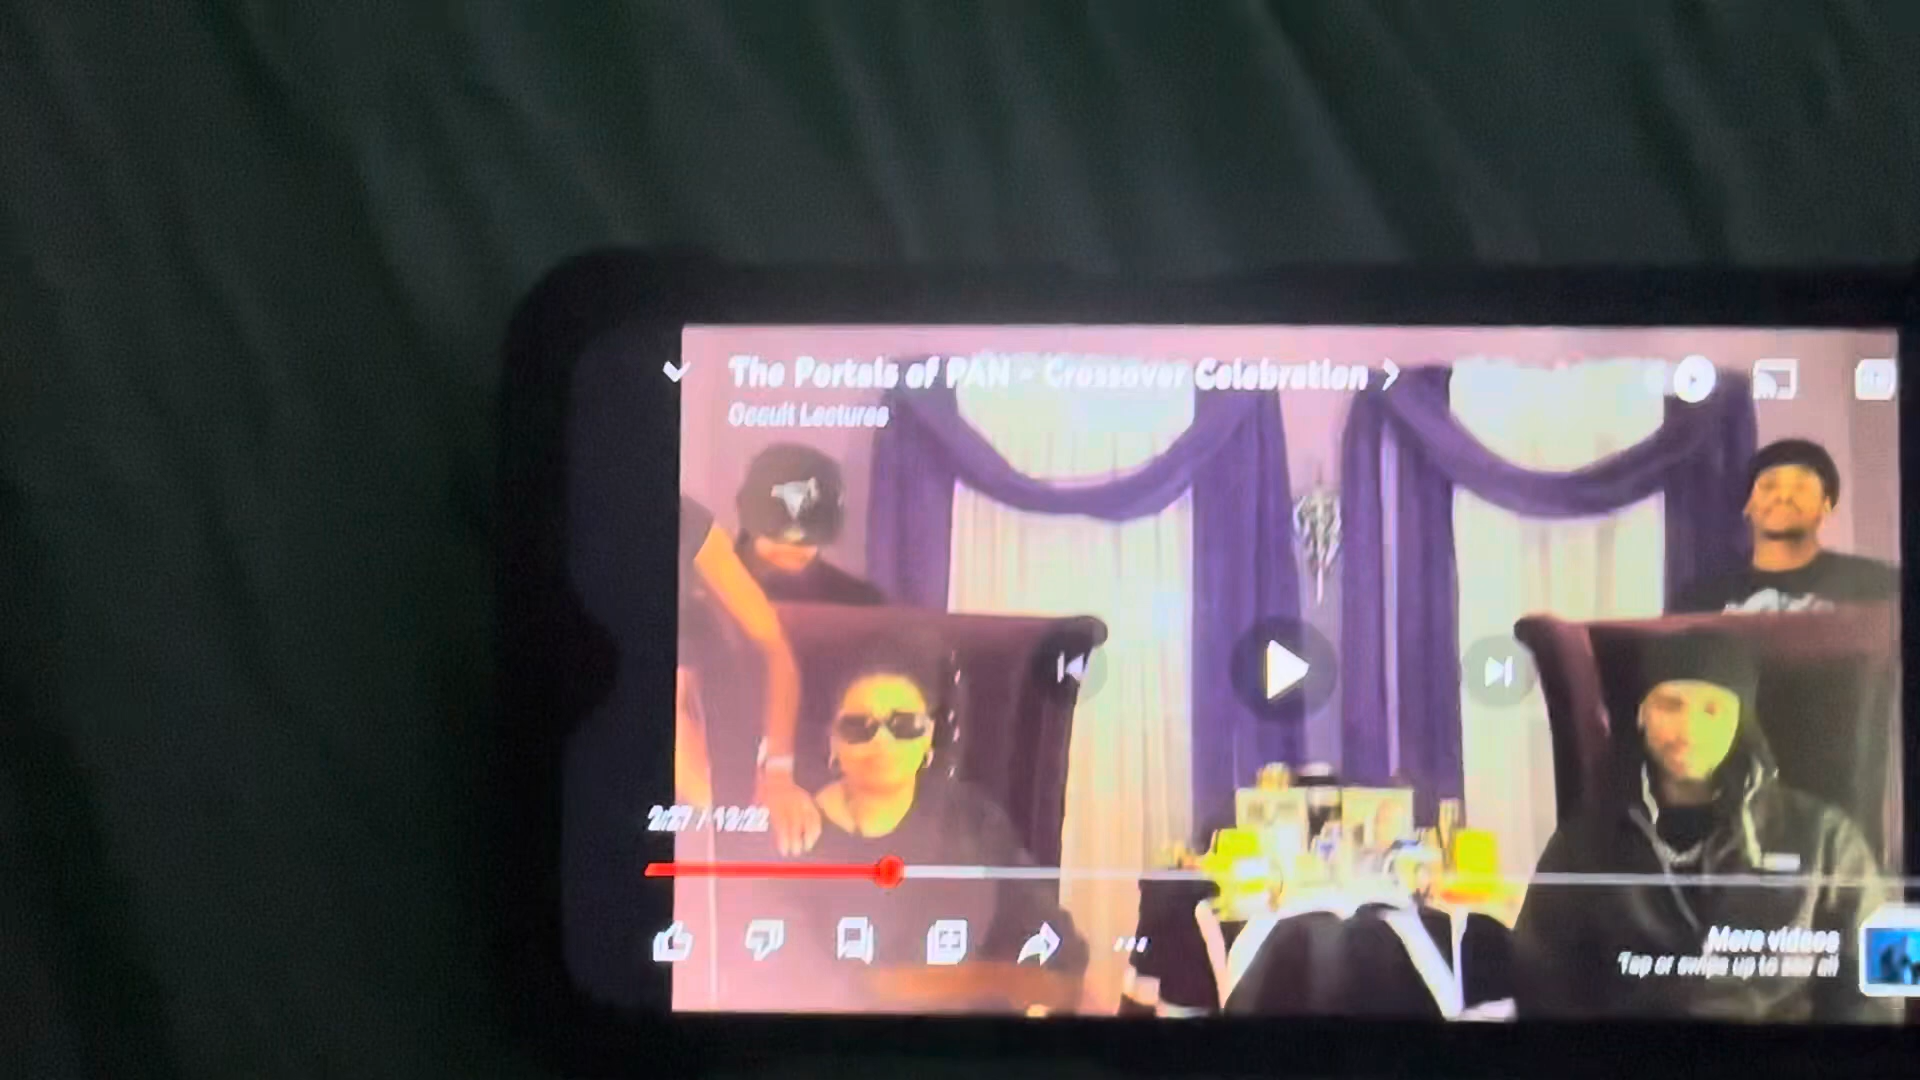 The Portals of PAN - Crossover Celebration
Occult Lectures
2:27 / 12:22
More videos
Tap or swipe up to see all